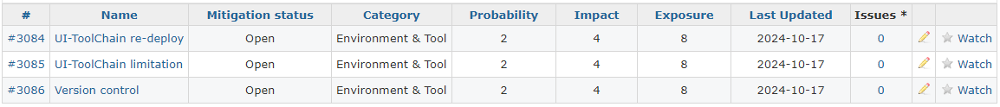 # Name Mitigation status Category Probability Impact Exposure Last Updated Issues *
#3084 UI-ToolChain re-deploy Open Environment & Tool 2 4 8 2024-10-17 0 Watch
#3085 UI-ToolChain limitation Open Environment & Tool 2 4 8 2024-10-17 0 Watch
#3086 Version control Open Environment & Tool 2 4 8 2024-10-17 0 Watch